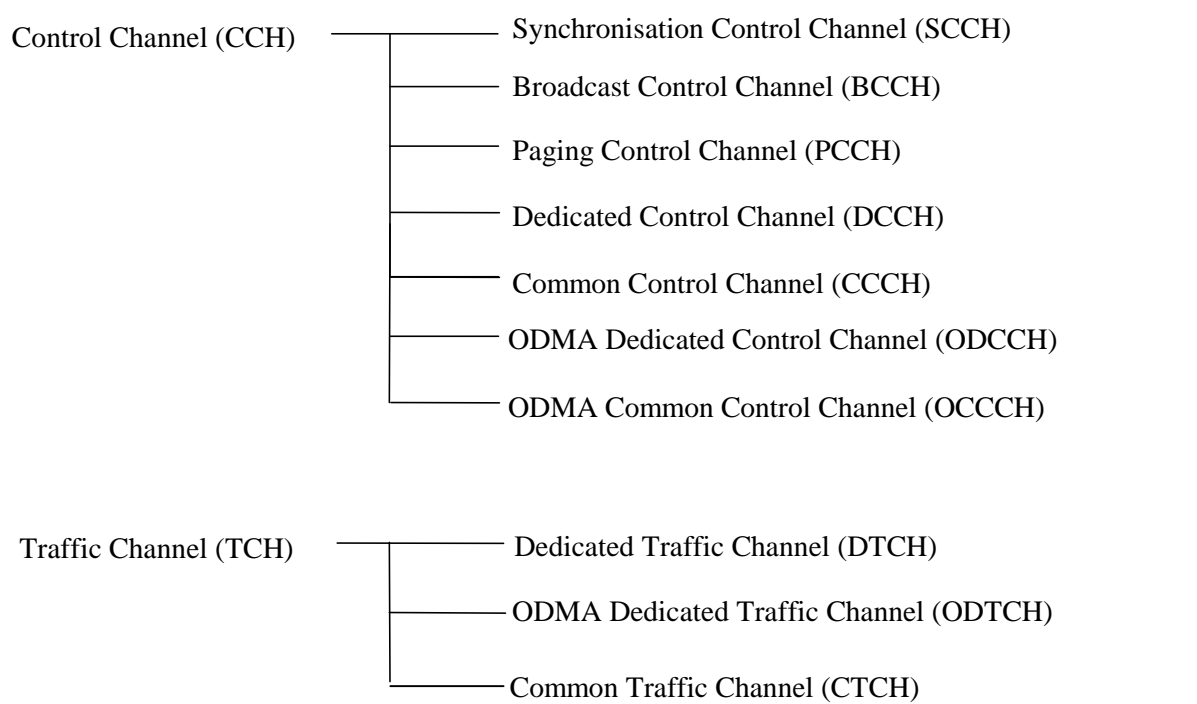 Control Channel (CCH)
Synchronisation Control Channel (SCCH)
Broadcast Control Channel (BCCH)
Paging Control Channel (PCCH)
Dedicated Control Channel (DCCH)
Common Control Channel (CCCH)
ODMA Dedicated Control Channel (ODCCH)
ODMA Common Control Channel (OCCCH)
Traffic Channel (TCH)
Dedicated Traffic Channel (DTCH)
ODMA Dedicated Traffic Channel (ODTCH)
Common Traffic Channel (CTCH)